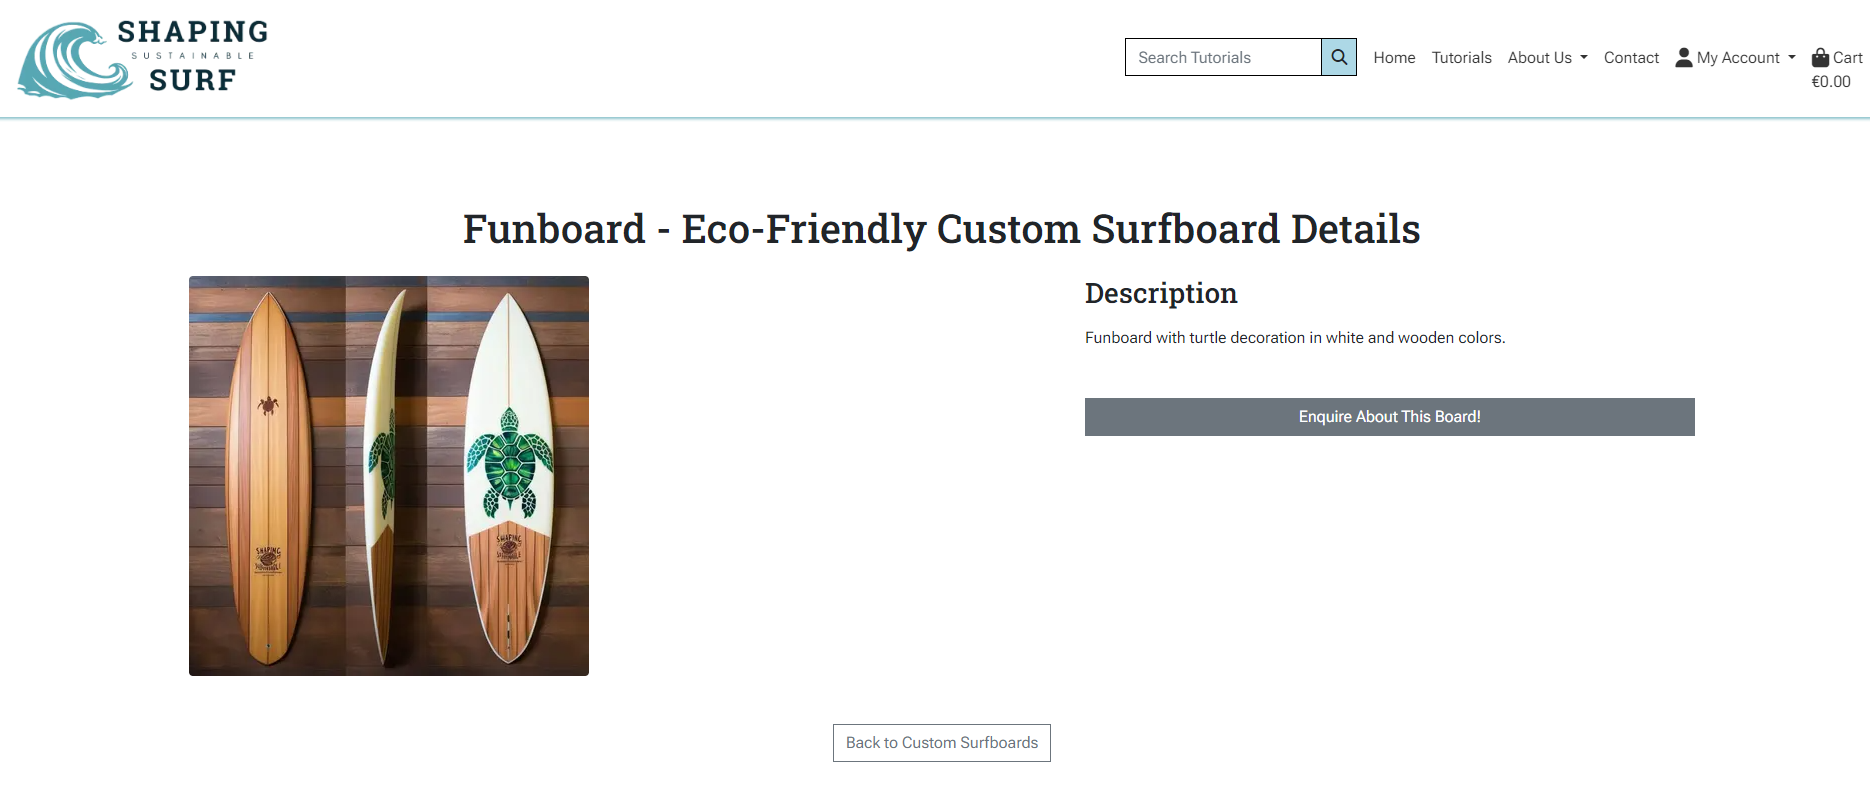 SHAPING
SUSTAINABLE
SURF
Search Tutorials
Home
Tutorials
About Us
Contact
My Account
Cart
€0.00
Funboard - Eco-Friendly Custom Surfboard Details
Description
Funboard with turtle decoration in white and wooden colors.
Enquire About This Board!
SHAPING
SHAPING
Back to Custom Surfboards